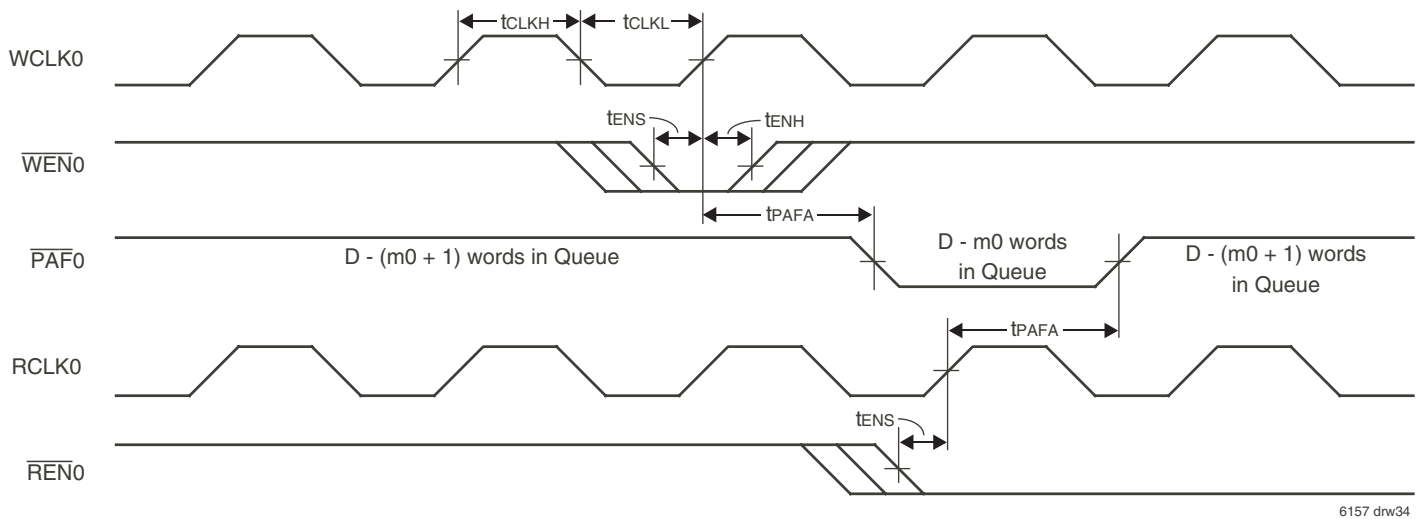 tCLKH tCLKL
WCLK0
tENS tENH
WEN0
tPAFA
PAF0
D - (m0 + 1) words in Queue
D - m0 words
in Queue
D - (m0 + 1) words
in Queue
tPAFA
RCLK0
tENS
REN0
6157 drw34